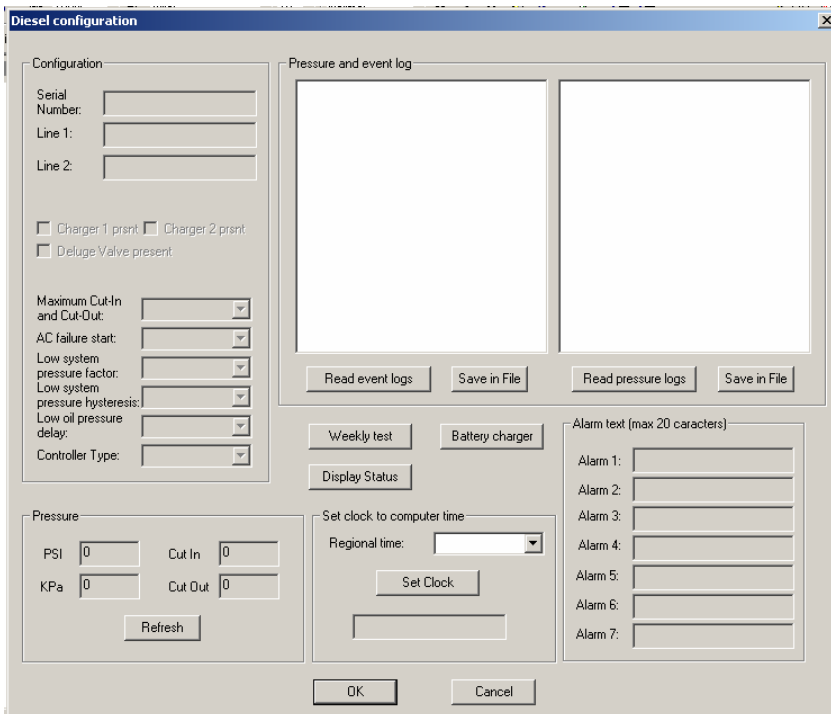 Diesel configuration
Configuration
Serial
Number:
Line 1:
Line 2:
Charger 1 prsnt Charger 2 prsnt
Deluge Valve present
Maximum Cut-In
and Cut-Out:
AC failure start:
Low system
pressure factor:
Low system
pressure hysteresis:
Low oil pressure
delay:
Controller Type:
Pressure and event log
Read event logs Save in File Read pressure logs Save in File
Weekly test Battery charger
Display Status
Alarm text (max 20 caracters)
Alarm 1:
Alarm 2:
Alarm 3:
Alarm 4:
Alarm 5:
Alarm 6:
Alarm 7:
Pressure
PSI 0 Cut In 0
KPa 0 Cut Out 0
Refresh
Set clock to computer time
Regional time:
Set Clock
OK Cancel